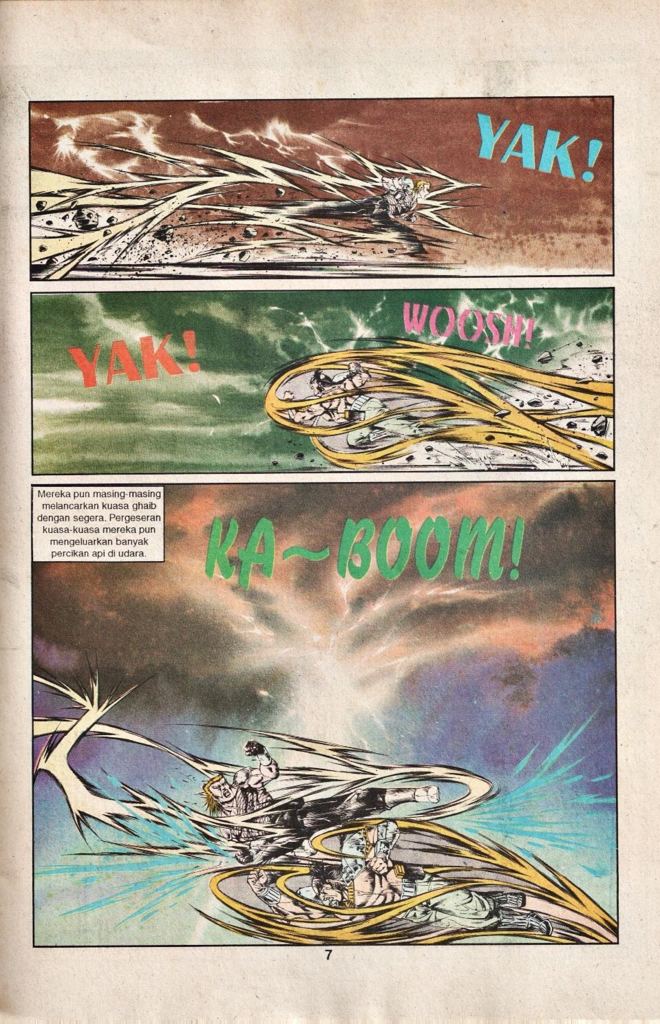 YAK!
YAK!
WOOSH!
Mereka pun masing-masing
melancarkan kuasa ghaib
dengan segera. Pergeseran
kuasa-kuasa mereka pun
mengeluarkan banyak
percikan api di udara.
KA~BOOM!
7